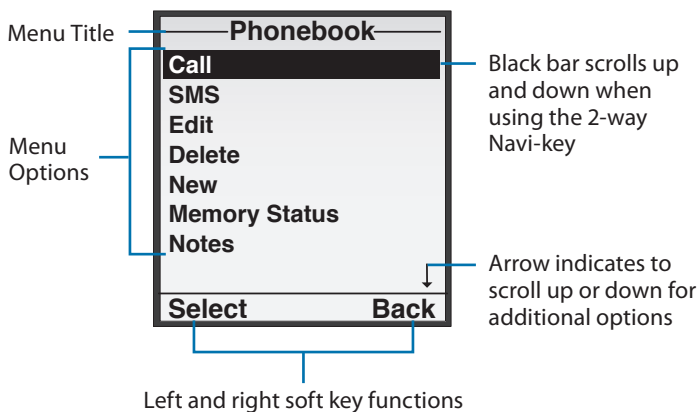 Menu Title
Phonebook
Call
SMS
Edit
Delete
New
Memory Status
Notes
Select Back
Menu
Options
Black bar scrolls up
and down when
using the 2-way
Navi-key
Arrow indicates to
scroll up or down for
additional options
Left and right soft key functions